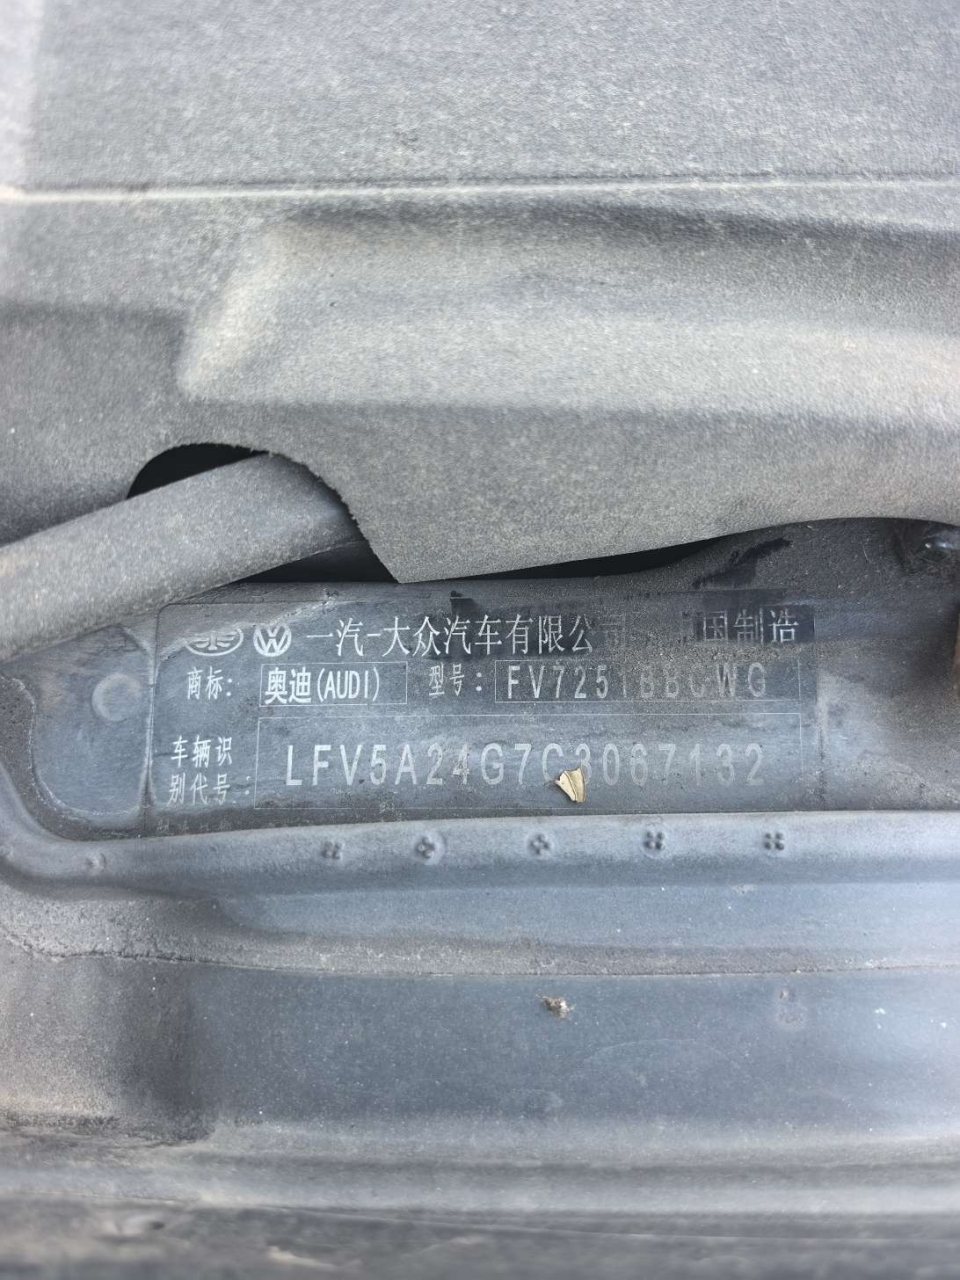 一汽-大众汽车有限公司 中国制造
商标: 奥迪(AUDI) 型号: FV7251BBCWG
车辆识
别代号: LFV5A24G7C3067132